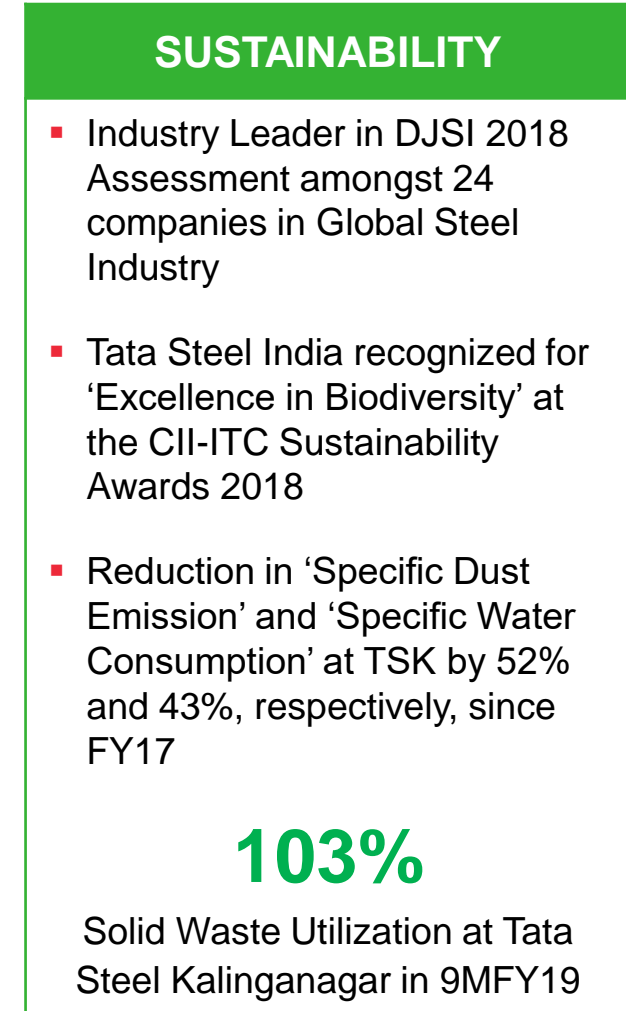 SUSTAINABILITY
▪ Industry Leader in DJSI 2018
Assessment amongst 24
companies in Global Steel
Industry
▪ Tata Steel India recognized for
‘Excellence in Biodiversity’ at
the CII-ITC Sustainability
Awards 2018
▪ Reduction in ‘Specific Dust
Emission’ and ‘Specific Water
Consumption’ at TSK by 52%
and 43%, respectively, since
FY17
103%
Solid Waste Utilization at Tata
Steel Kalinganagar in 9MFY19